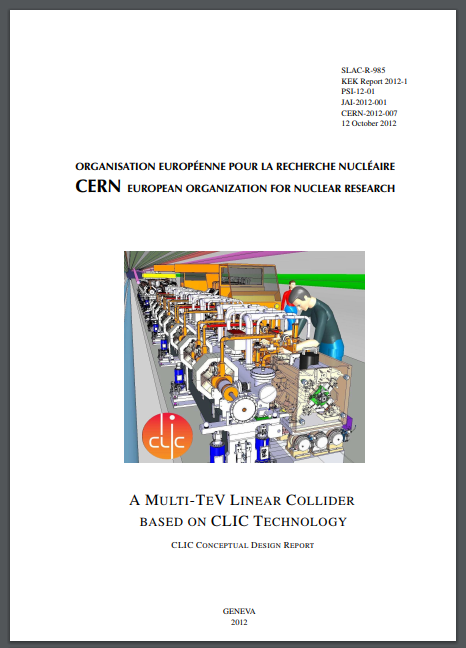 SLAC-R-985
KEK Report 2012-1
PSI-12-01
JAI-2012-001
CERN-2012-007
12 October 2012
ORGANISATION EUROPÉENNE POUR LA RECHERCHE NUCLÉAIRE
CERN EUROPEAN ORGANIZATION FOR NUCLEAR RESEARCH
clic
A MULTI-TEV LINEAR COLLIDER
BASED ON CLIC TECHNOLOGY
CLIC CONCEPTUAL DESIGN REPORT
GENEVA
2012